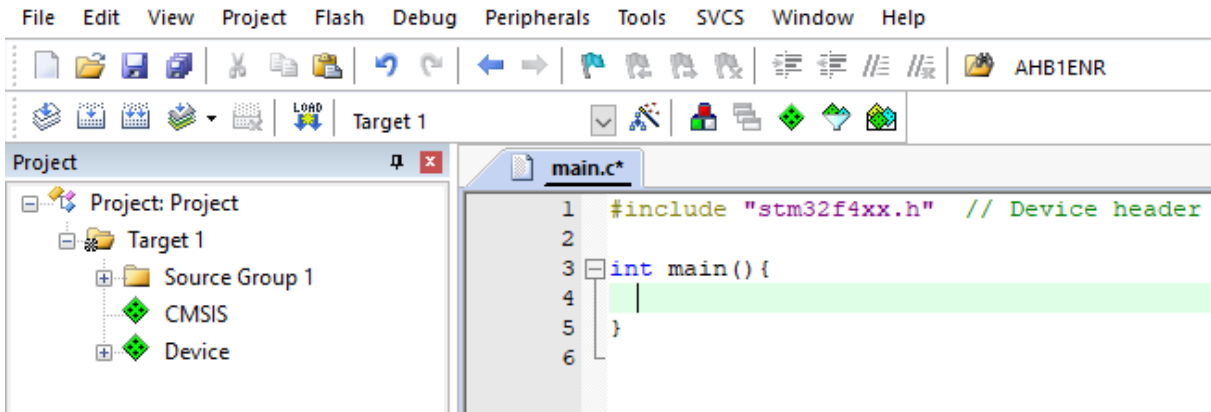 File Edit View Project Flash Debug Peripherals Tools SVCS Window Help
AHB1ENR
LOAD Target 1
Project
main.c*
Project: Project
Target 1
Source Group 1
CMSIS
Device
1 #include "stm32f4xx.h" // Device header
2
3 int main(){
4
5 }
6